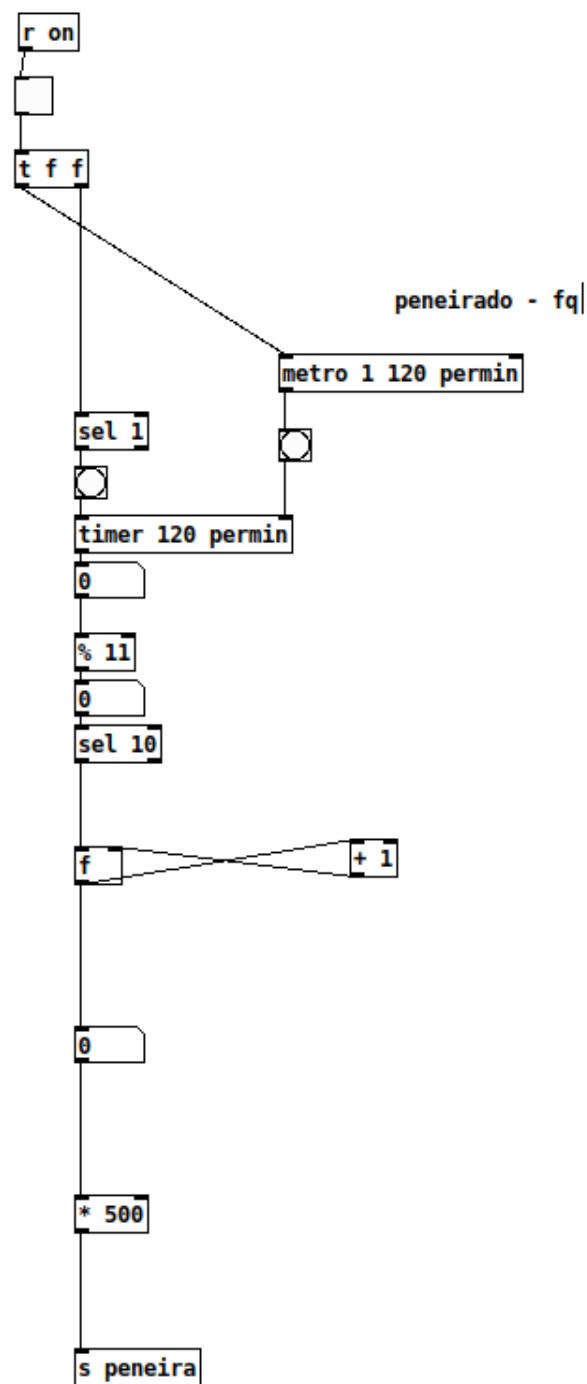 r on
t f f
peneirado - fq
metro 1 120 permin
sel 1
timer 120 permin
0
% 11
0
sel 10
f
+ 1
0
* 500
s peneira